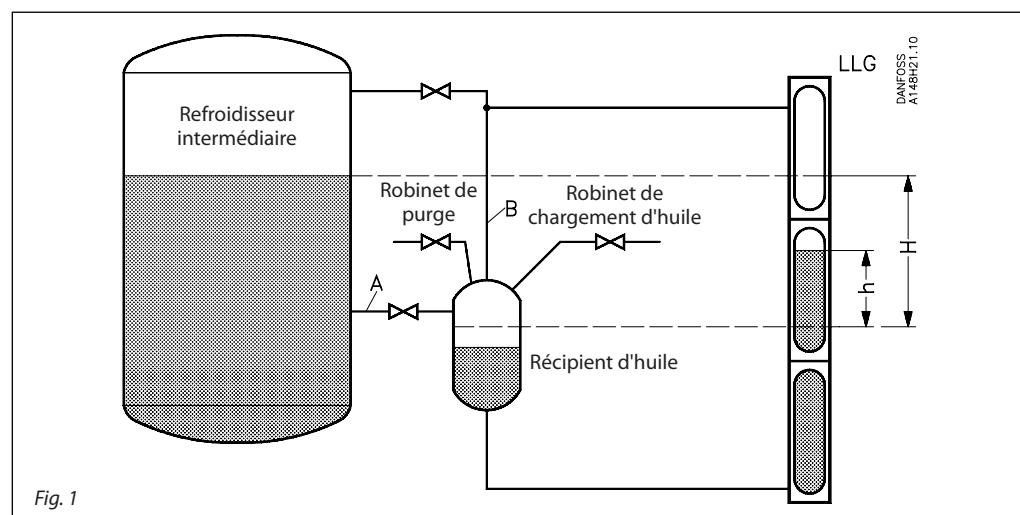 LLG
DANFOSS
A148H21.10
Refroidisseur
intermédiaire
Robinet de
purge
Robinet de
chargement d'huile
B
H
h
A
Récipient d'huile
Fig. 1